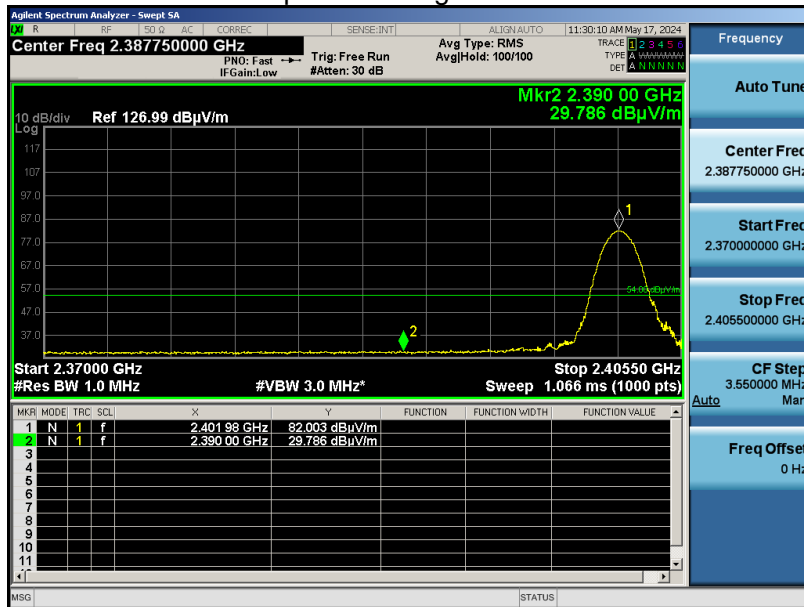 Agilent Spectrum Analyzer - Swept SA
LXI R RF 50 Ω AC CORREC SENSE:INT ALIGN AUTO 11:30:10 AM May 17, 2024
Center Freq 2.387750000 GHz
PNO: Fast
IFGain:Low
Trig: Free Run
#Atten: 30 dB
Avg Type: RMS
Avg|Hold: 100/100
TRACE 1 2 3 4 5 6
TYPE A WWWWW
DET A N N N N N
Mkr2 2.390 00 GHz
29.786 dBµV/m
10 dB/div Ref 126.99 dBµV/m
Log
117
107
97.0
87.0
77.0
67.0
57.0
47.0
37.0
1
2
54.00 dBµV/m
Start 2.37000 GHz Stop 2.40550 GHz
#Res BW 1.0 MHz #VBW 3.0 MHz* Sweep 1.066 ms (1000 pts)
MKR MODE TRC SCL X Y FUNCTION FUNCTION WIDTH FUNCTION VALUE
1 N 1 f 2.401 98 GHz 82.003 dBµV/m
2 N 1 f 2.390 00 GHz 29.786 dBµV/m
3
4
5
6
7
8
9
10
11
MSG STATUS
Frequency
Auto Tune
Center Freq
2.387750000 GHz
Start Freq
2.370000000 GHz
Stop Freq
2.405500000 GHz
CF Step
3.550000 MHz
Auto Man
Freq Offset
0 Hz